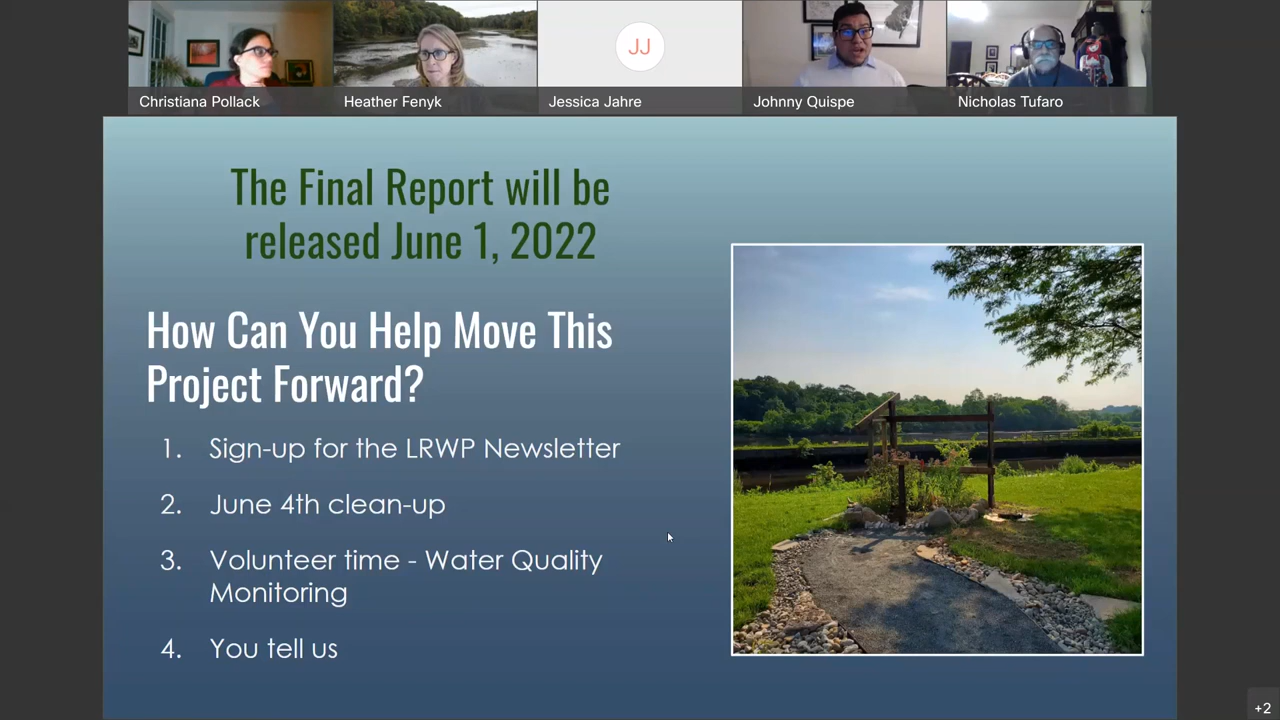 Christiana Pollack
Heather Fenyk
JJ
Jessica Jahre
Johnny Quispe
Nicholas Tufaro
The Final Report will be
released June 1, 2022
How Can You Help Move This
Project Forward?
1. Sign-up for the LRWP Newsletter
2. June 4th clean-up
3. Volunteer time - Water Quality
Monitoring
4. You tell us
+2